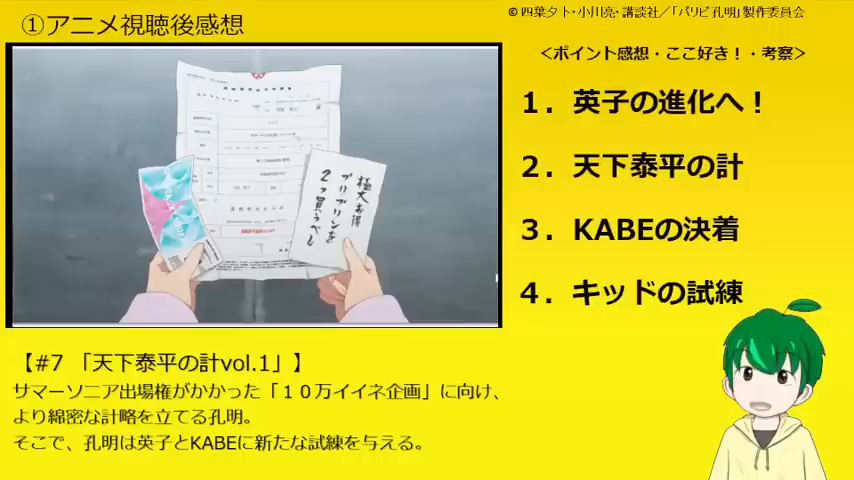 ①アニメ視聴後感想
© 四葉夕卜・小川亮・講談社／「パリピ孔明」製作委員会
＜ポイント感想・ここ好き！・考察＞
１．英子の進化へ！
２．天下泰平の計
３．KABEの決着
４．キッドの試練
極大お得
プリプリンを
2つ買うべし
【#7 「天下泰平の計vol.1」】
サマーソニア出場権がかかった「１０万イイネ企画」に向け、
より綿密な計略を立てる孔明。
そこで、孔明は英子とKABEに新たな試練を与える。